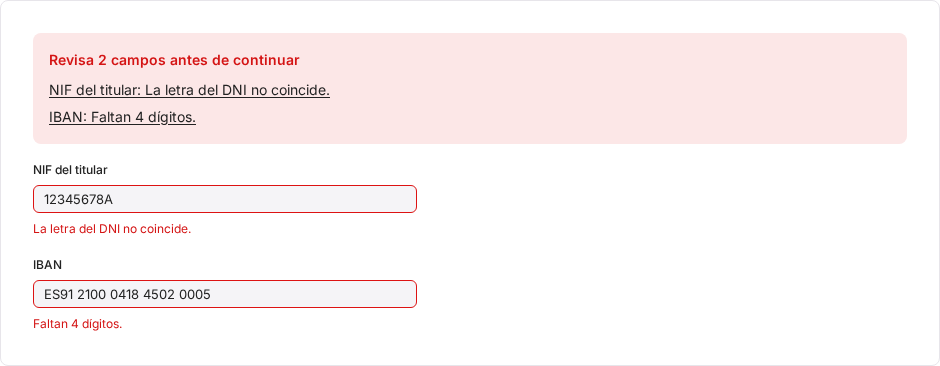 Revisa 2 campos antes de continuar
NIF del titular: La letra del DNI no coincide.
IBAN: Faltan 4 dígitos.
NIF del titular
12345678A
La letra del DNI no coincide.
IBAN
ES91 2100 0418 4502 0005
Faltan 4 dígitos.